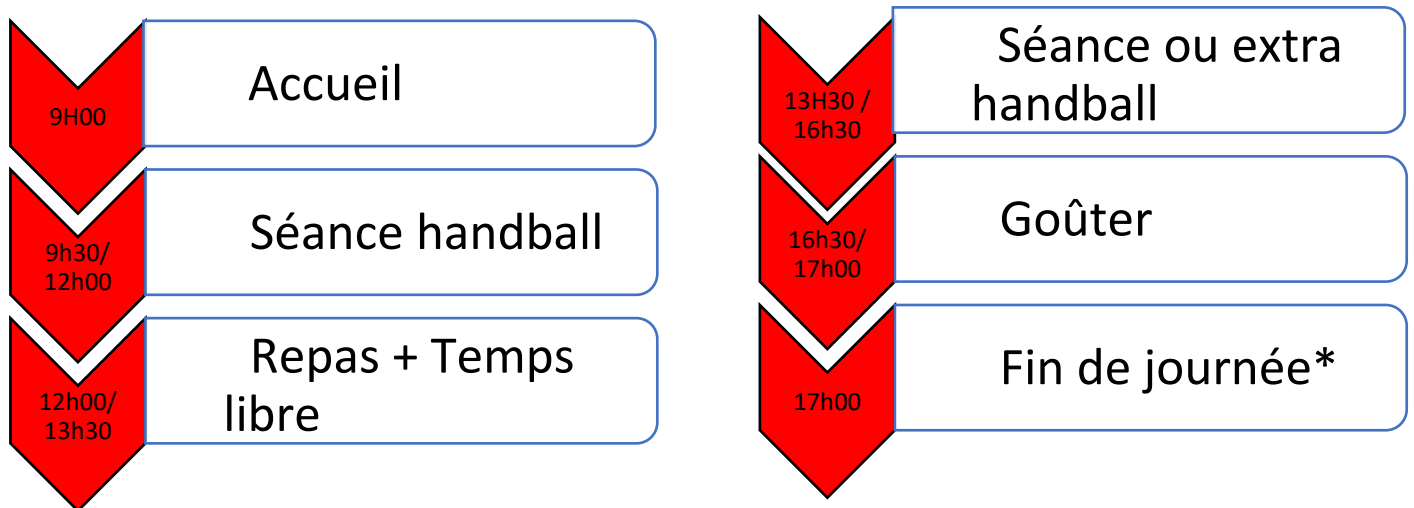 9H00
Accueil
9h30/
12h00
Séance handball
12h00/
13h30
Repas + Temps
libre
13H30 /
16h30
Séance ou extra
handball
16h30/
17h00
Goûter
17h00
Fin de journée*